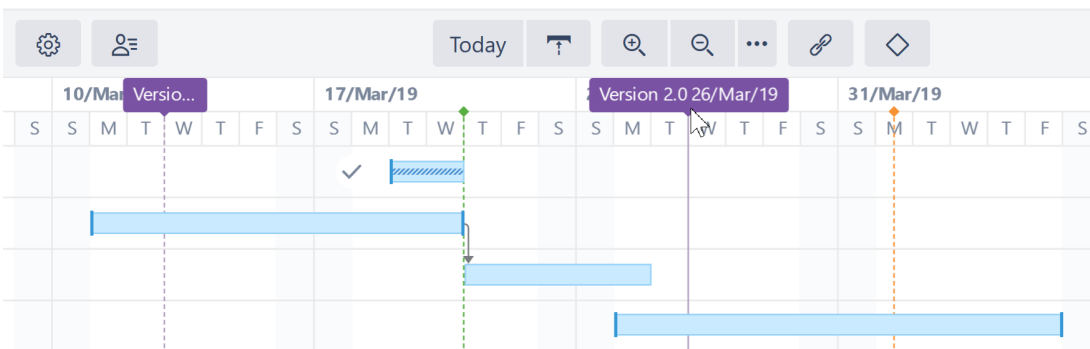 Today
10/Mar
Versio...
17/Mar/19
Version 2.0 26/Mar/19
31/Mar/19
S S M T W T F S S M T W T F S S M T W T F S S M T W T F S